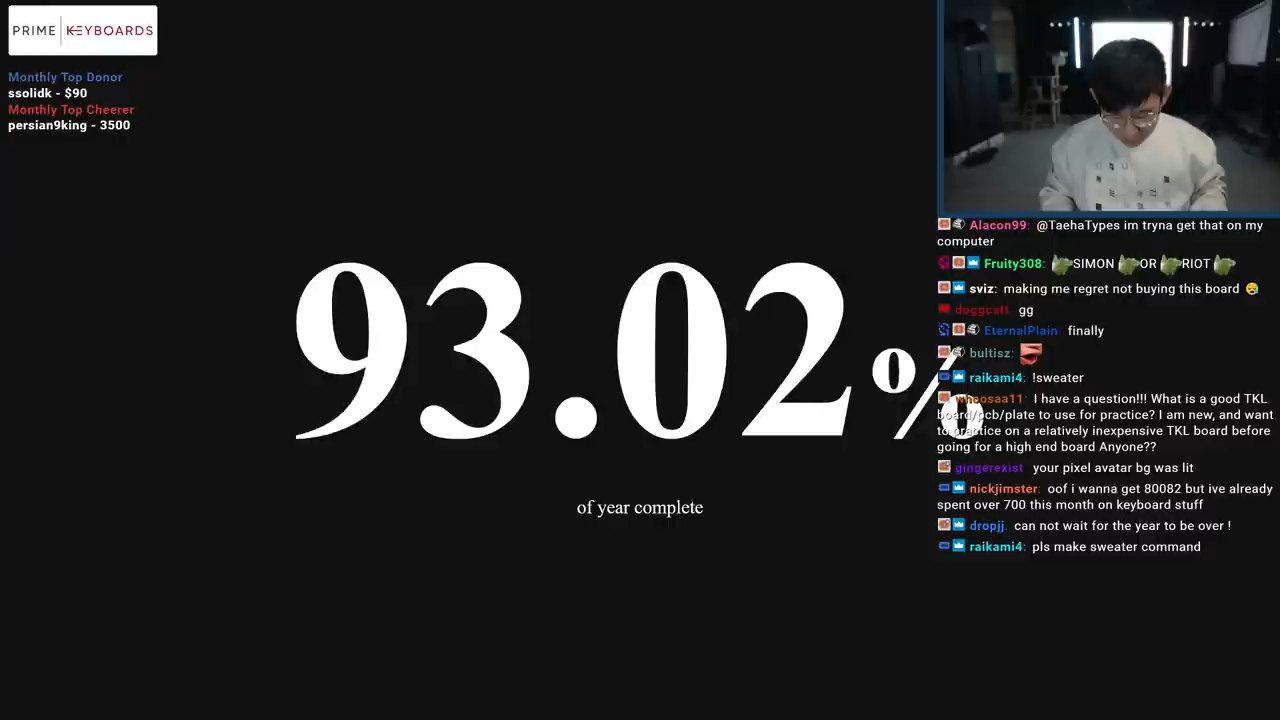 PRIME | KEYBOARDS
Monthly Top Donor
ssolidk - $90
Monthly Top Cheerer
persian9king - 3500
93.02%
of year complete
Alacon99: @TaehaTypes im tryna get that on my
computer
Fruity308: SIMON OR RIOT
sviz: making me regret not buying this board
doggcatt gg
EternalPlain: finally
bultisz:
raikami4: !sweater
whoosaa11: I have a question!!! What is a good TKL
board/pcb/plate to use for practice? I am new, and want
to practice on a relatively inexpensive TKL board before
going for a high end board Anyone??
gingerexist your pixel avatar bg was lit
nickjimster: oof i wanna get 80082 but ive already
spent over 700 this month on keyboard stuff
dropjj: can not wait for the year to be over !
raikami4: pls make sweater command